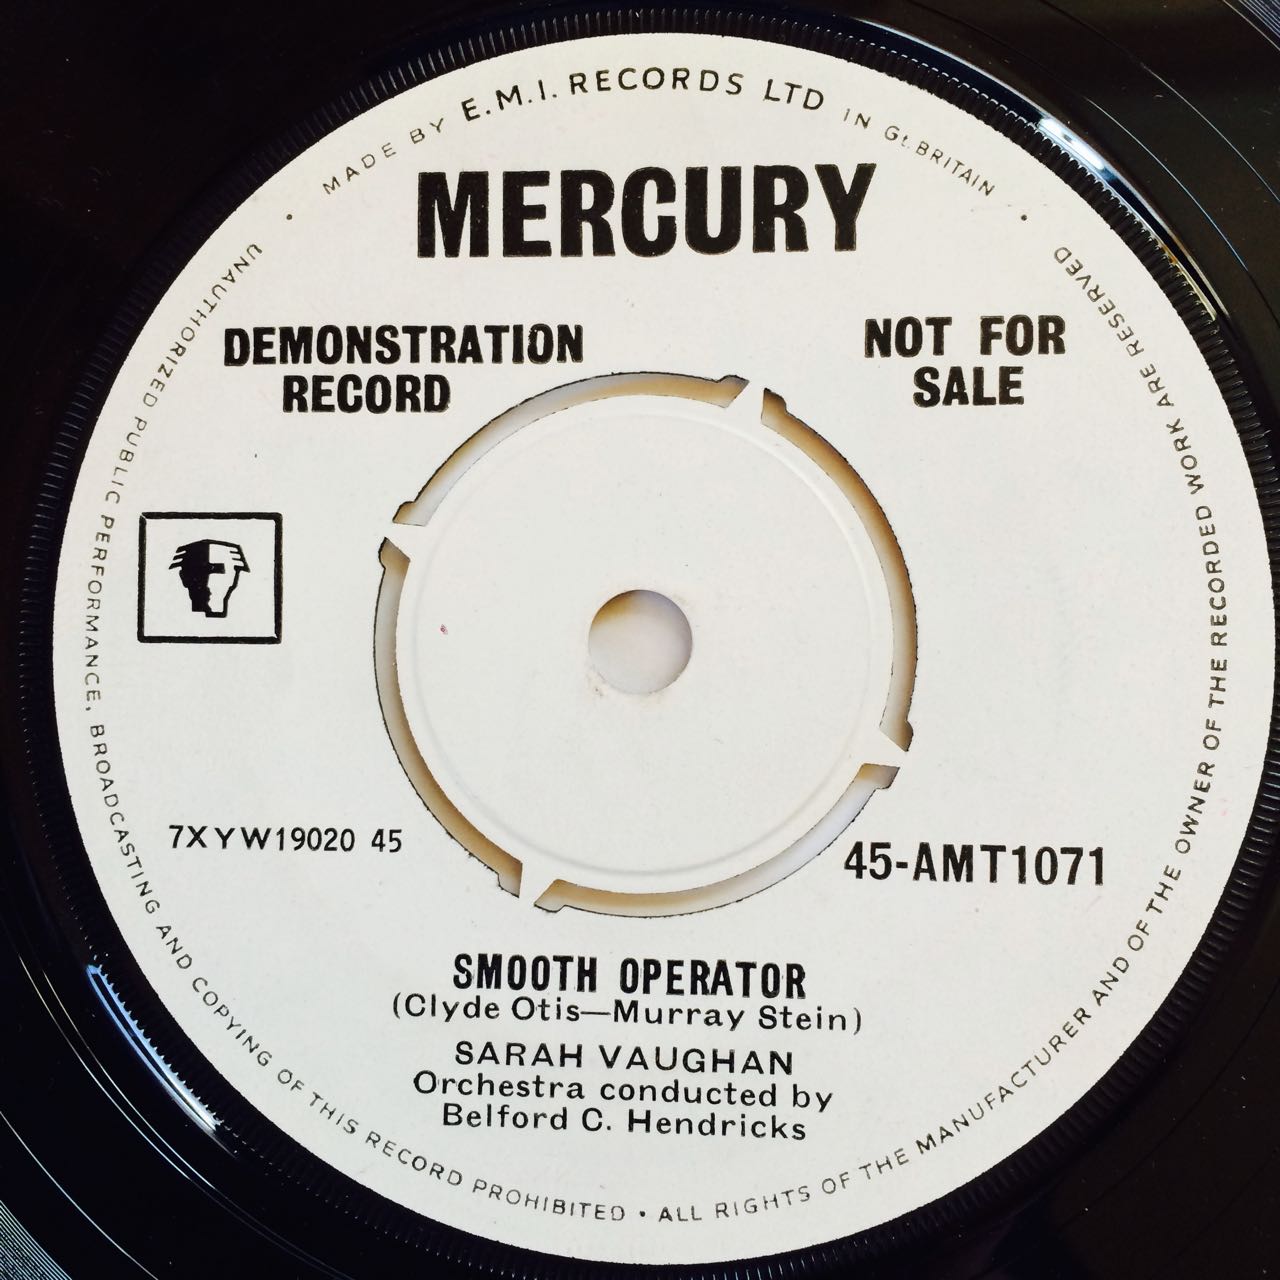 MADE BY E.M.I. RECORDS LTD IN Gt. BRITAIN
MERCURY
DEMONSTRATION
RECORD
NOT FOR
SALE
7XYW19020 45
45-AMT1071
SMOOTH OPERATOR
(Clyde Otis—Murray Stein)
SARAH VAUGHAN
Orchestra conducted by
Belford C. Hendricks
UNAUTHORIZED PUBLIC PERFORMANCE, BROADCASTING AND COPYING OF THIS RECORD PROHIBITED • ALL RIGHTS OF THE MANUFACTURER AND OF THE OWNER OF THE RECORDED WORK ARE RESERVED